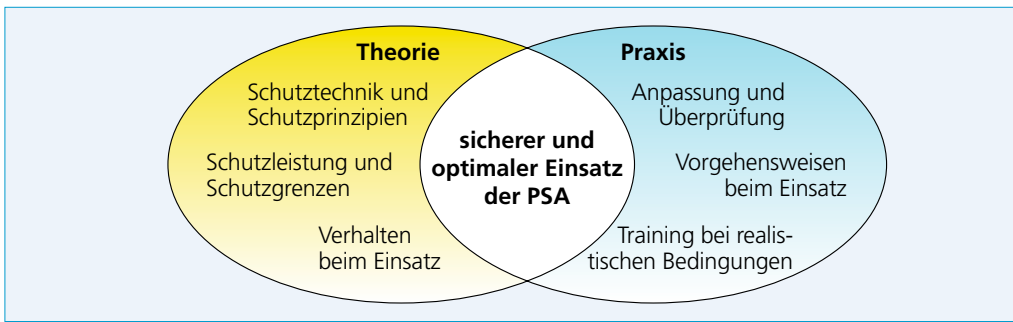 Theorie
Schutztechnik und
Schutzprinzipien
Schutzleistung und
Schutzgrenzen
Verhalten
beim Einsatz
sicherer und
optimaler Einsatz
der PSA
Praxis
Anpassung und
Überprüfung
Vorgehensweisen
beim Einsatz
Training bei realis-
tischen Bedingungen